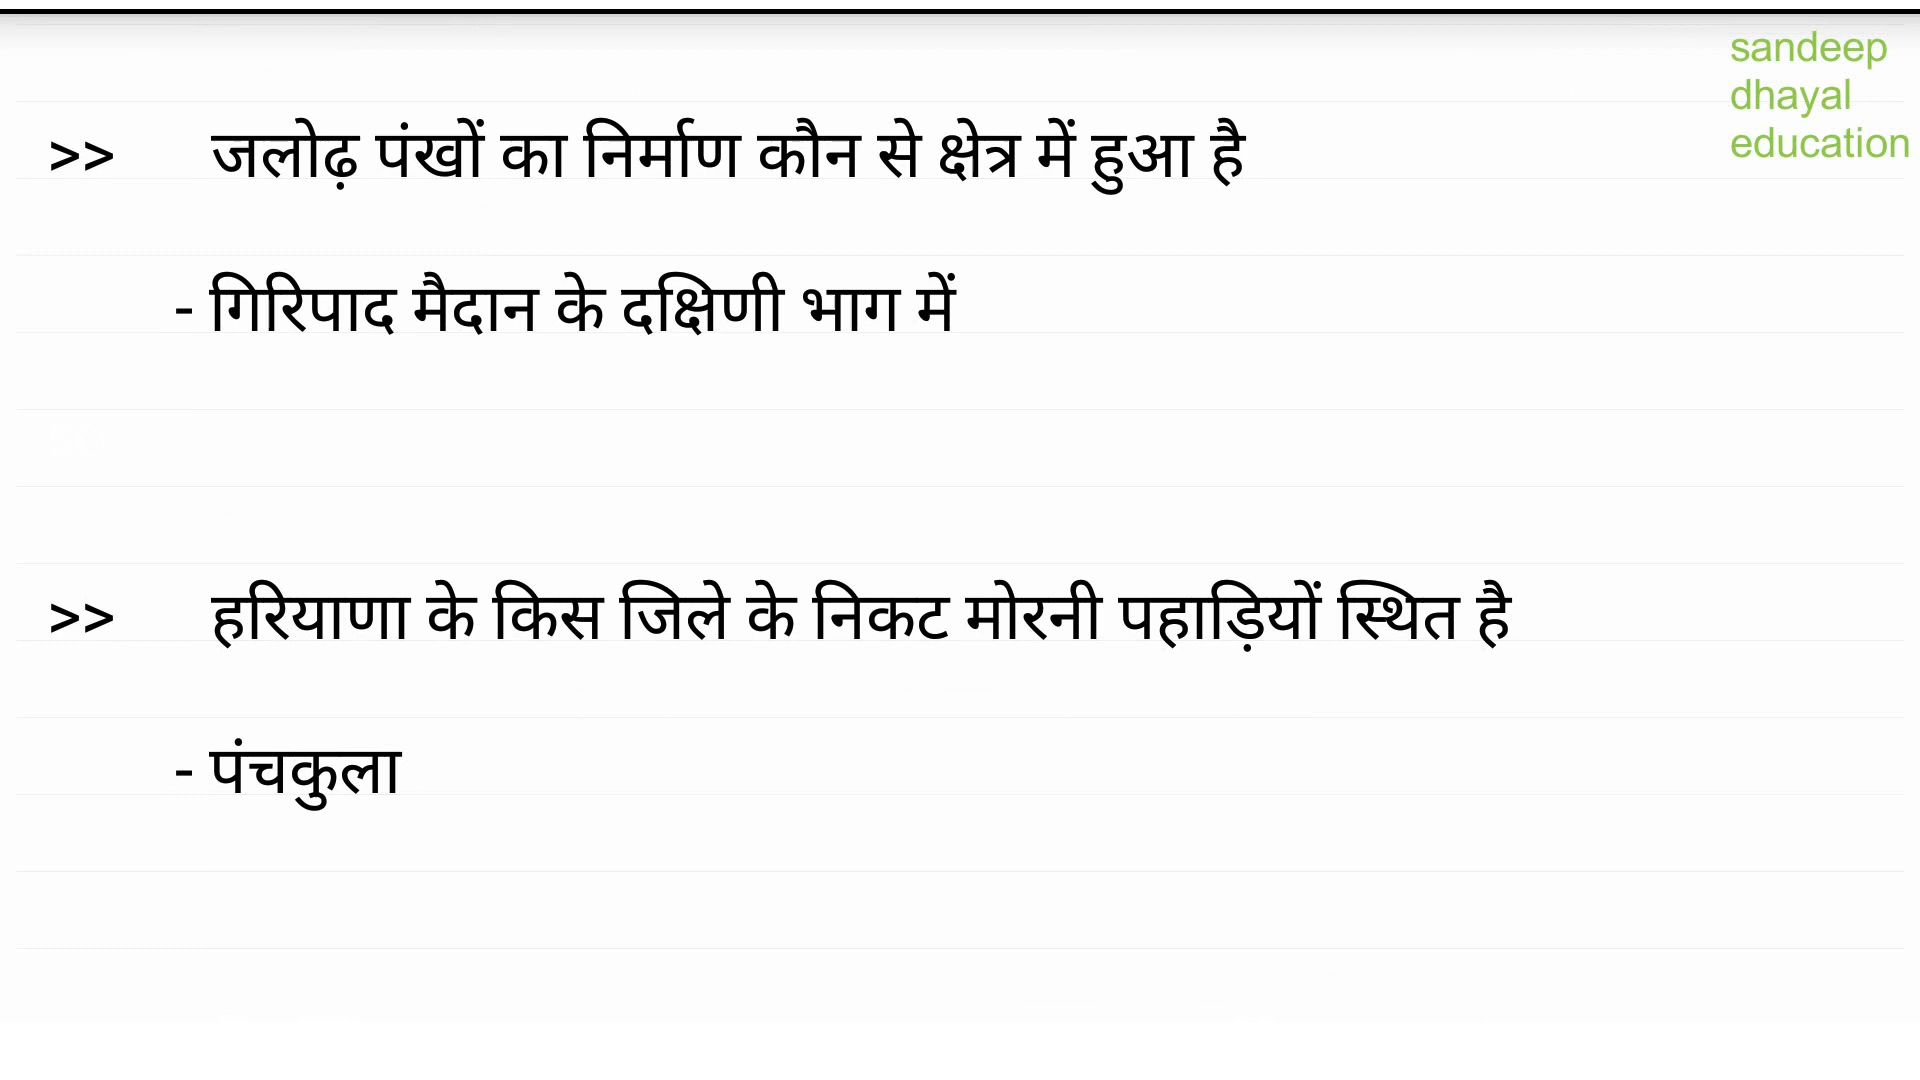 sandeep
dhayal
education
>> जलोढ़ पंखों का निर्माण कौन से क्षेत्र में हुआ है
- गिरिपाद मैदान के दक्षिणी भाग में
>> हरियाणा के किस जिले के निकट मोरनी पहाड़ियों स्थित है
- पंचकुला